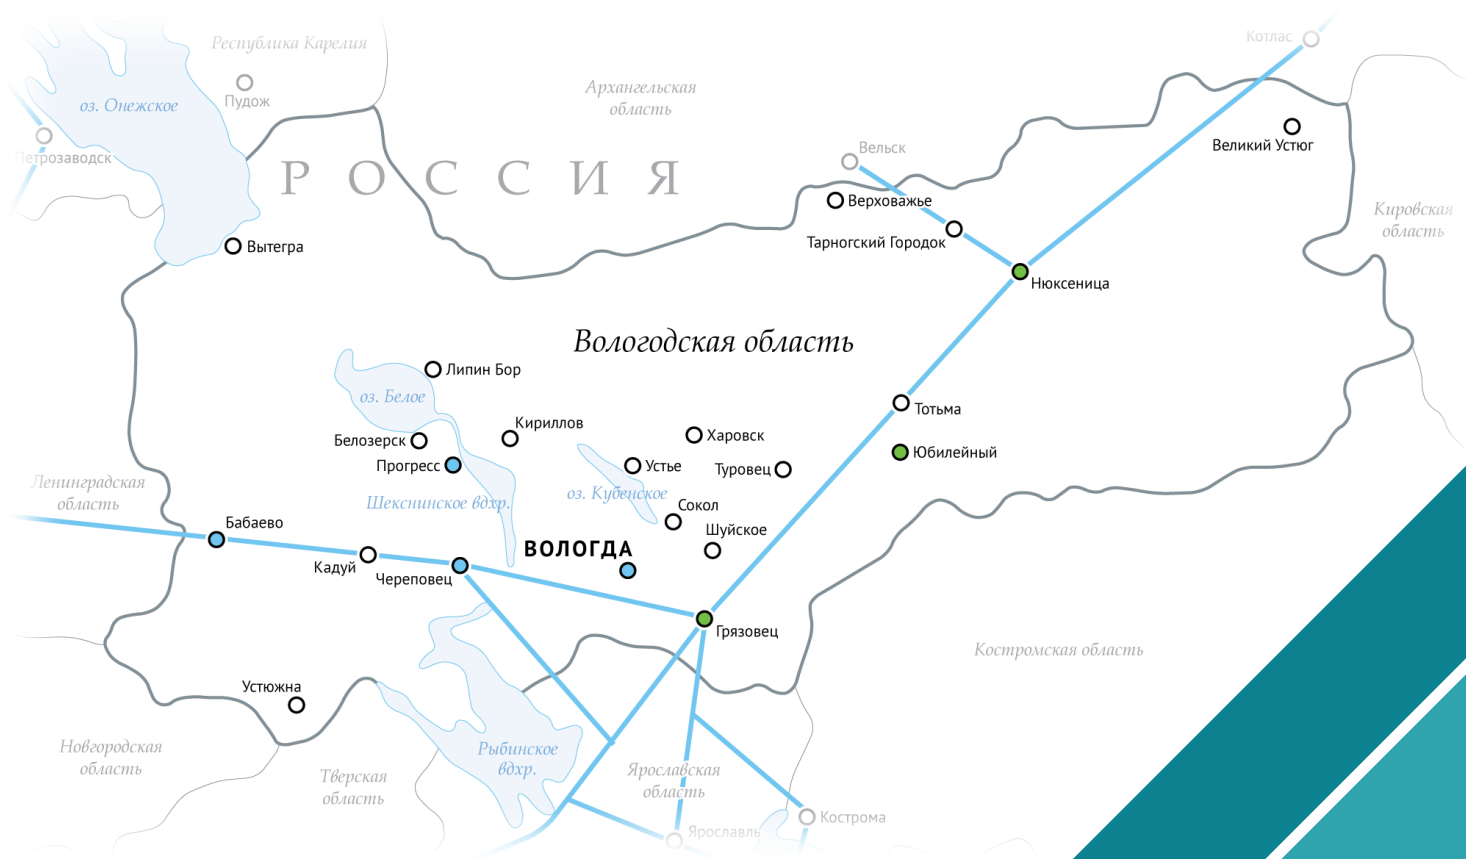 Республика Карелия
Котлас
Архангельская
область
оз. Онежское
Пудож
Петрозаводск
Вельск
Великий Устюг
РОССИЯ
Верховажье
Кировская
область
Тарногский Городок
Вытегра
Нюксеница
Вологодская область
Липин Бор
оз. Белое
Тотьма
Кириллов
Белозерск
Харовск
Юбилейный
Прогресс
Устье
Туровец
Ленинградская
область
Шекснинское вдхр.
оз. Кубенское
Сокол
Бабаево
Шуйское
ВОЛОГДА
Кадуй
Череповец
Грязовец
Костромская область
Устюжна
Новгородская
область
Рыбинское
вдхр.
Тверская
область
Ярославская
область
Кострома
Ярославль